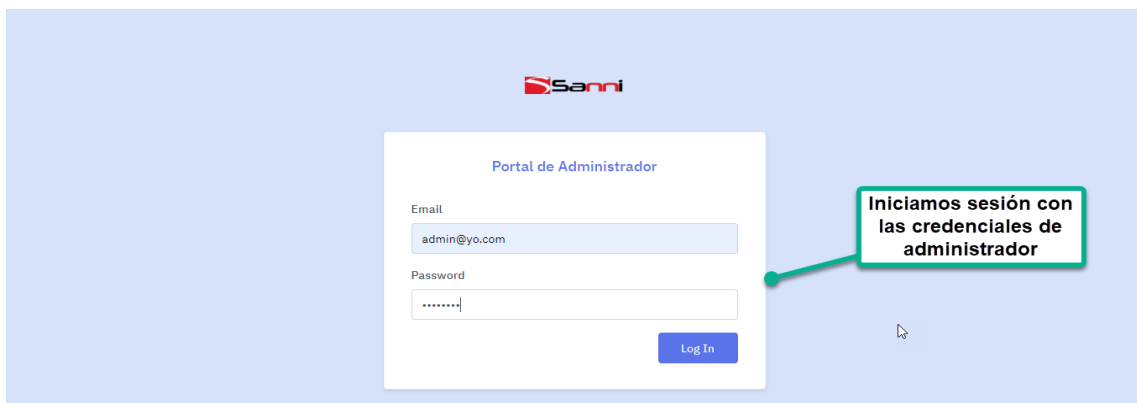 Sanni
Portal de Administrador
Email
admin@yo.com
Password
••••••••
Log In
Iniciamos sesión con
las credenciales de
administrador